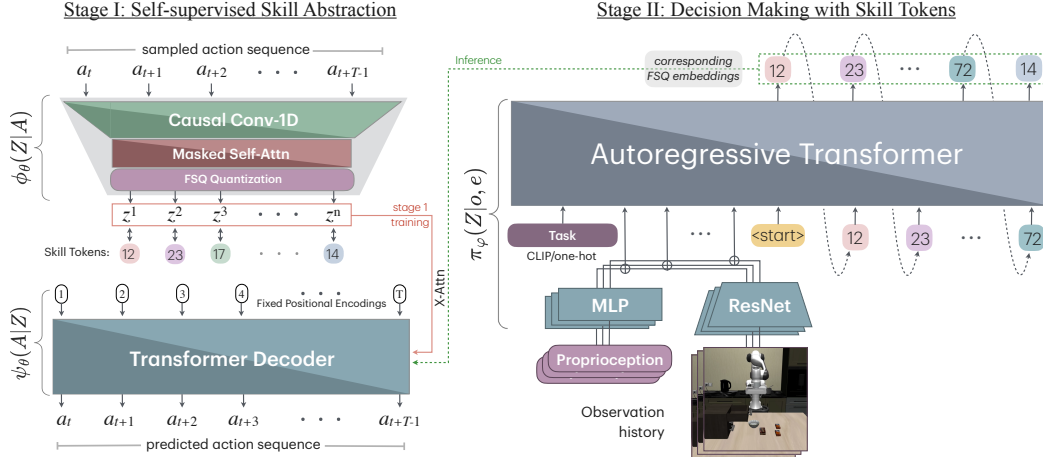 Stage I: Self-supervised Skill Abstraction
sampled action sequence
a_t a_{t+1} a_{t+2} · · · a_{t+T-1}
Causal Conv-1D
Masked Self-Attn
FSQ Quantization
ϕ_θ(Z|A)
z^1 z^2 z^3 · · · z^n
stage 1
training
Skill Tokens: 12 23 17 · · · 14
X-Attn
1 2 3 4 · · · T
Fixed Positional Encodings
ψ_θ(A|Z)
Transformer Decoder
a_t a_{t+1} a_{t+2} a_{t+3} · · · a_{t+T-1}
predicted action sequence
Stage II: Decision Making with Skill Tokens
Inference
corresponding
FSQ embeddings
12 23 ··· 72 14
Autoregressive Transformer
π_φ(Z|o, e)
Task
CLIP/one-hot
···
<start> 12 23 ··· 72
MLP
ResNet
Proprioception
Observation
history